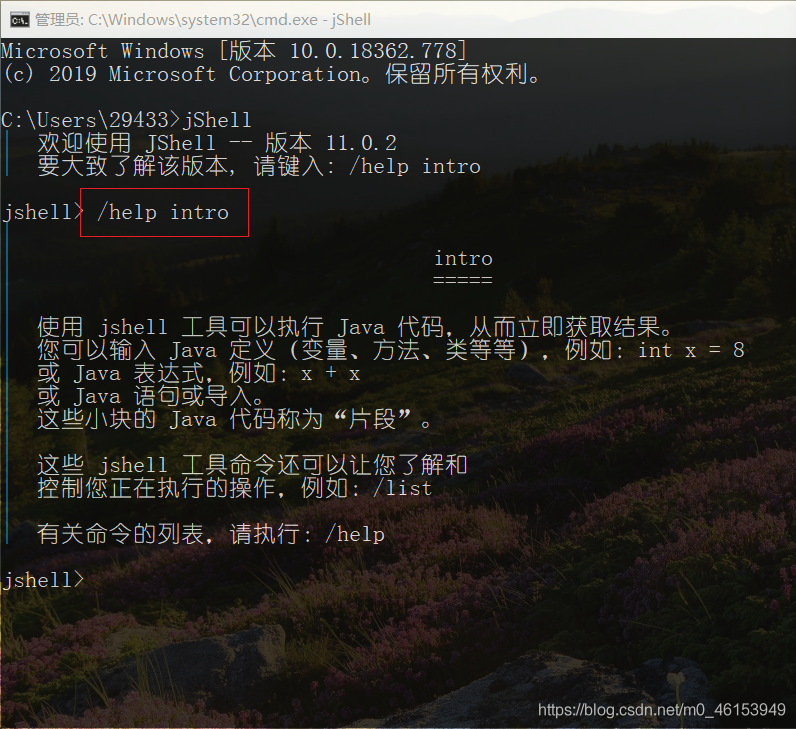 管理员: C:\Windows\system32\cmd.exe - jShell
Microsoft Windows [版本 10.0.18362.778]
(c) 2019 Microsoft Corporation。保留所有权利。
C:\Users\29433>jShell
| 欢迎使用 JShell -- 版本 11.0.2
| 要大致了解该版本, 请键入: /help intro
jshell> /help intro
intro
=====
使用 jshell 工具可以执行 Java 代码，从而立即获取结果。
您可以输入 Java 定义（变量、方法、类等等），例如: int x = 8
或 Java 表达式，例如: x + x
或 Java 语句或导入。
这些小块的 Java 代码称为“片段”。
这些 jshell 工具命令还可以让您了解和
控制您正在执行的操作，例如: /list
有关命令的列表，请执行: /help
jshell>
https://blog.csdn.net/m0_46153949